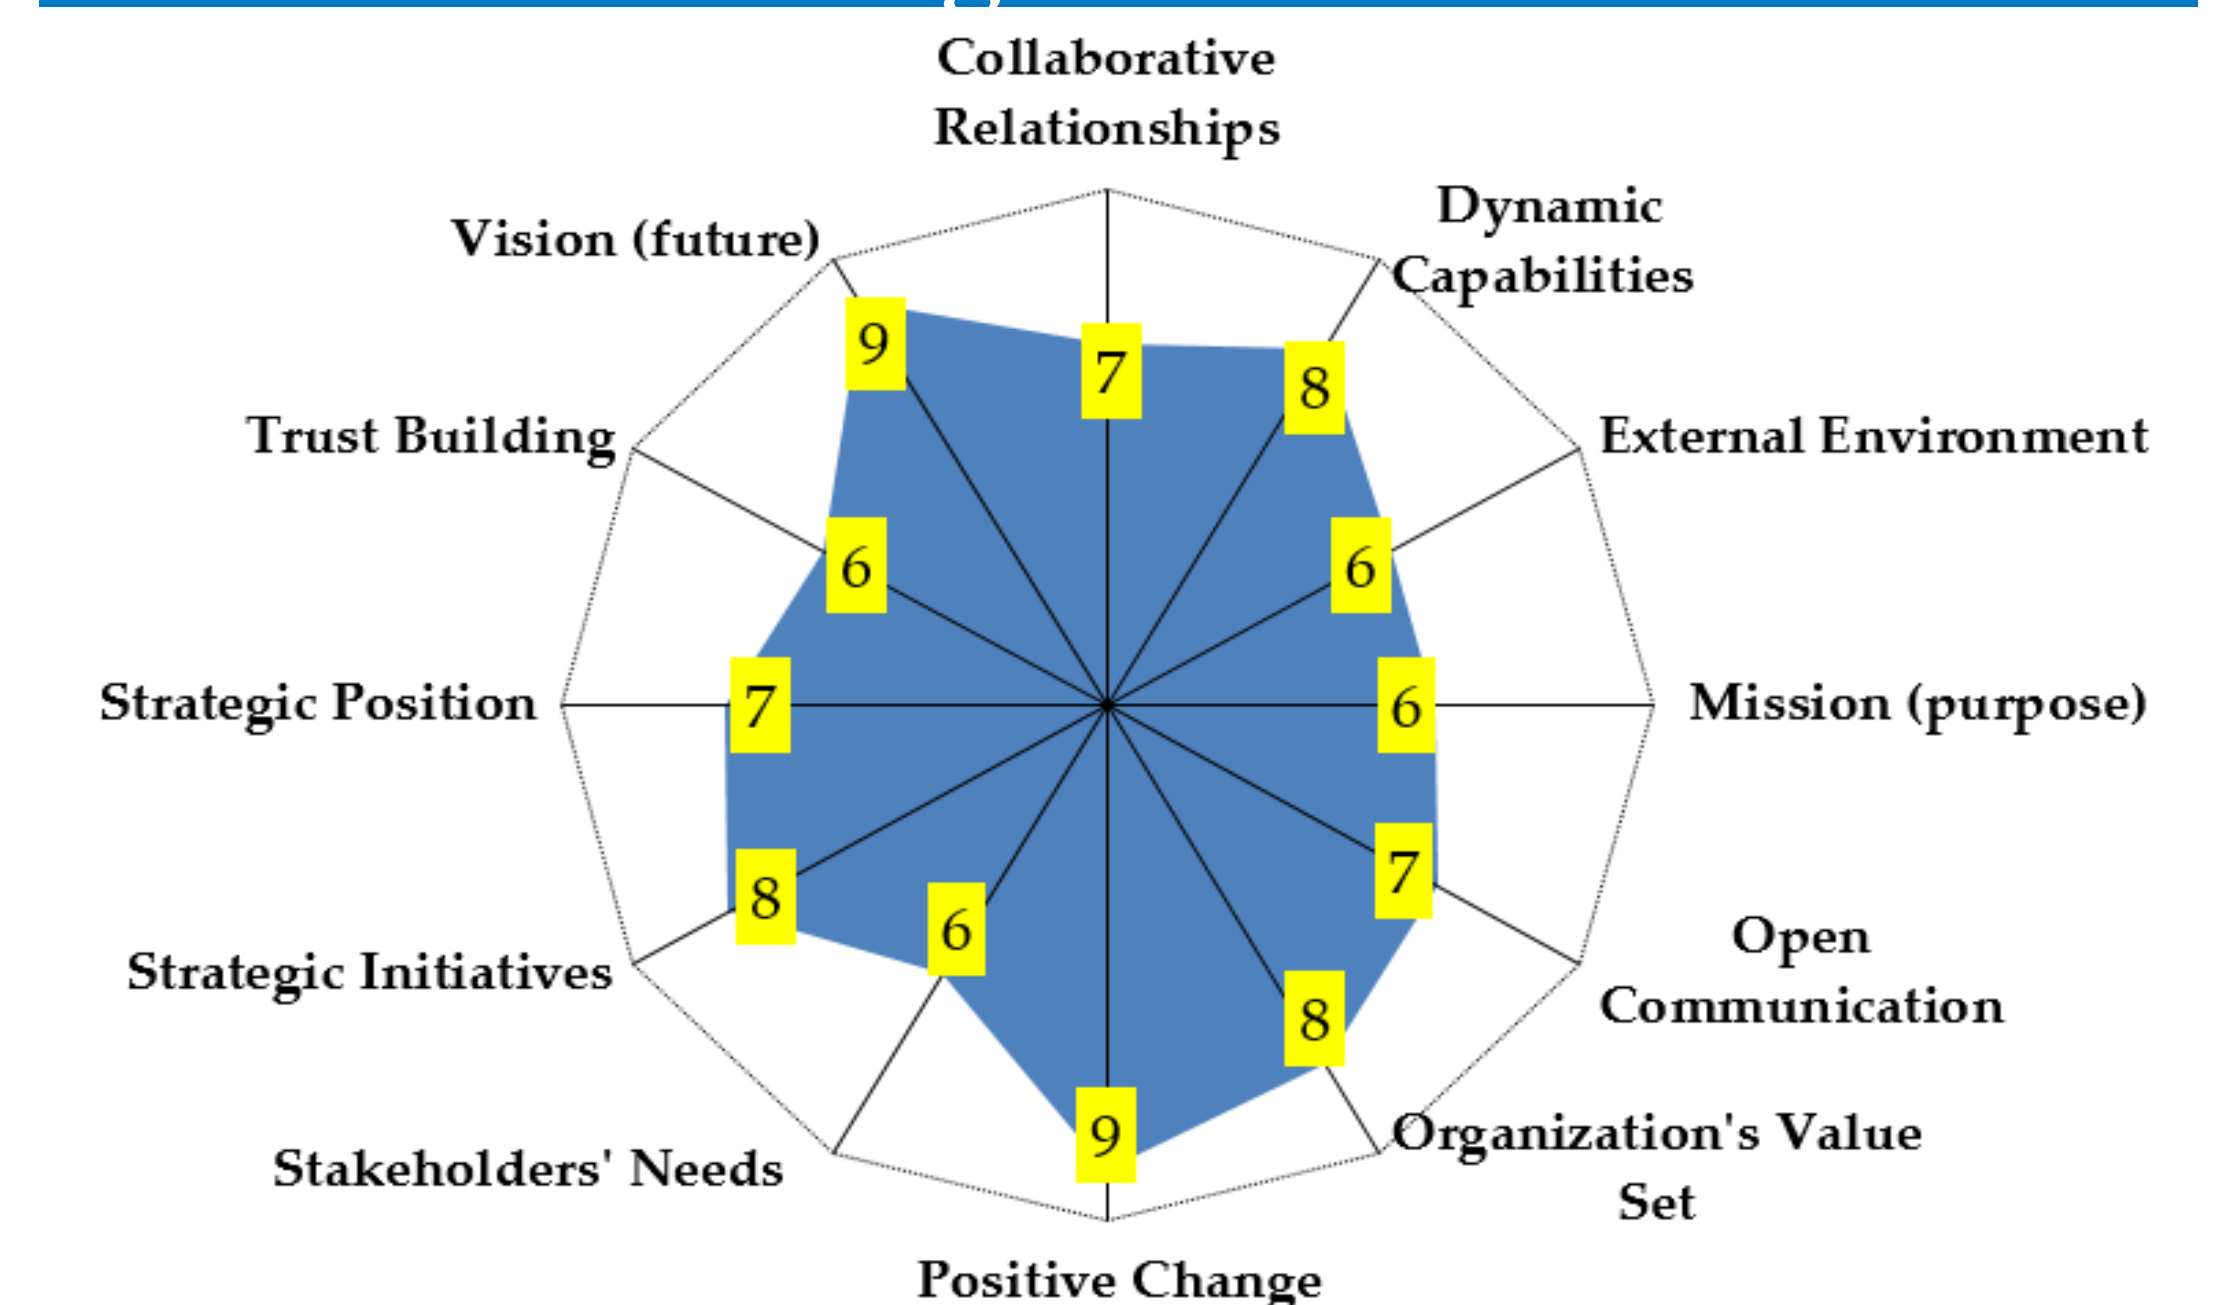 Collaborative
Relationships
Dynamic
Capabilities
Vision (future)
9
7
8
Trust Building
External Environment
6
6
Strategic Position
7
6
Mission (purpose)
7
8
Open
Communication
6
Strategic Initiatives
8
9
Organization's Value
Set
Stakeholders' Needs
Positive Change